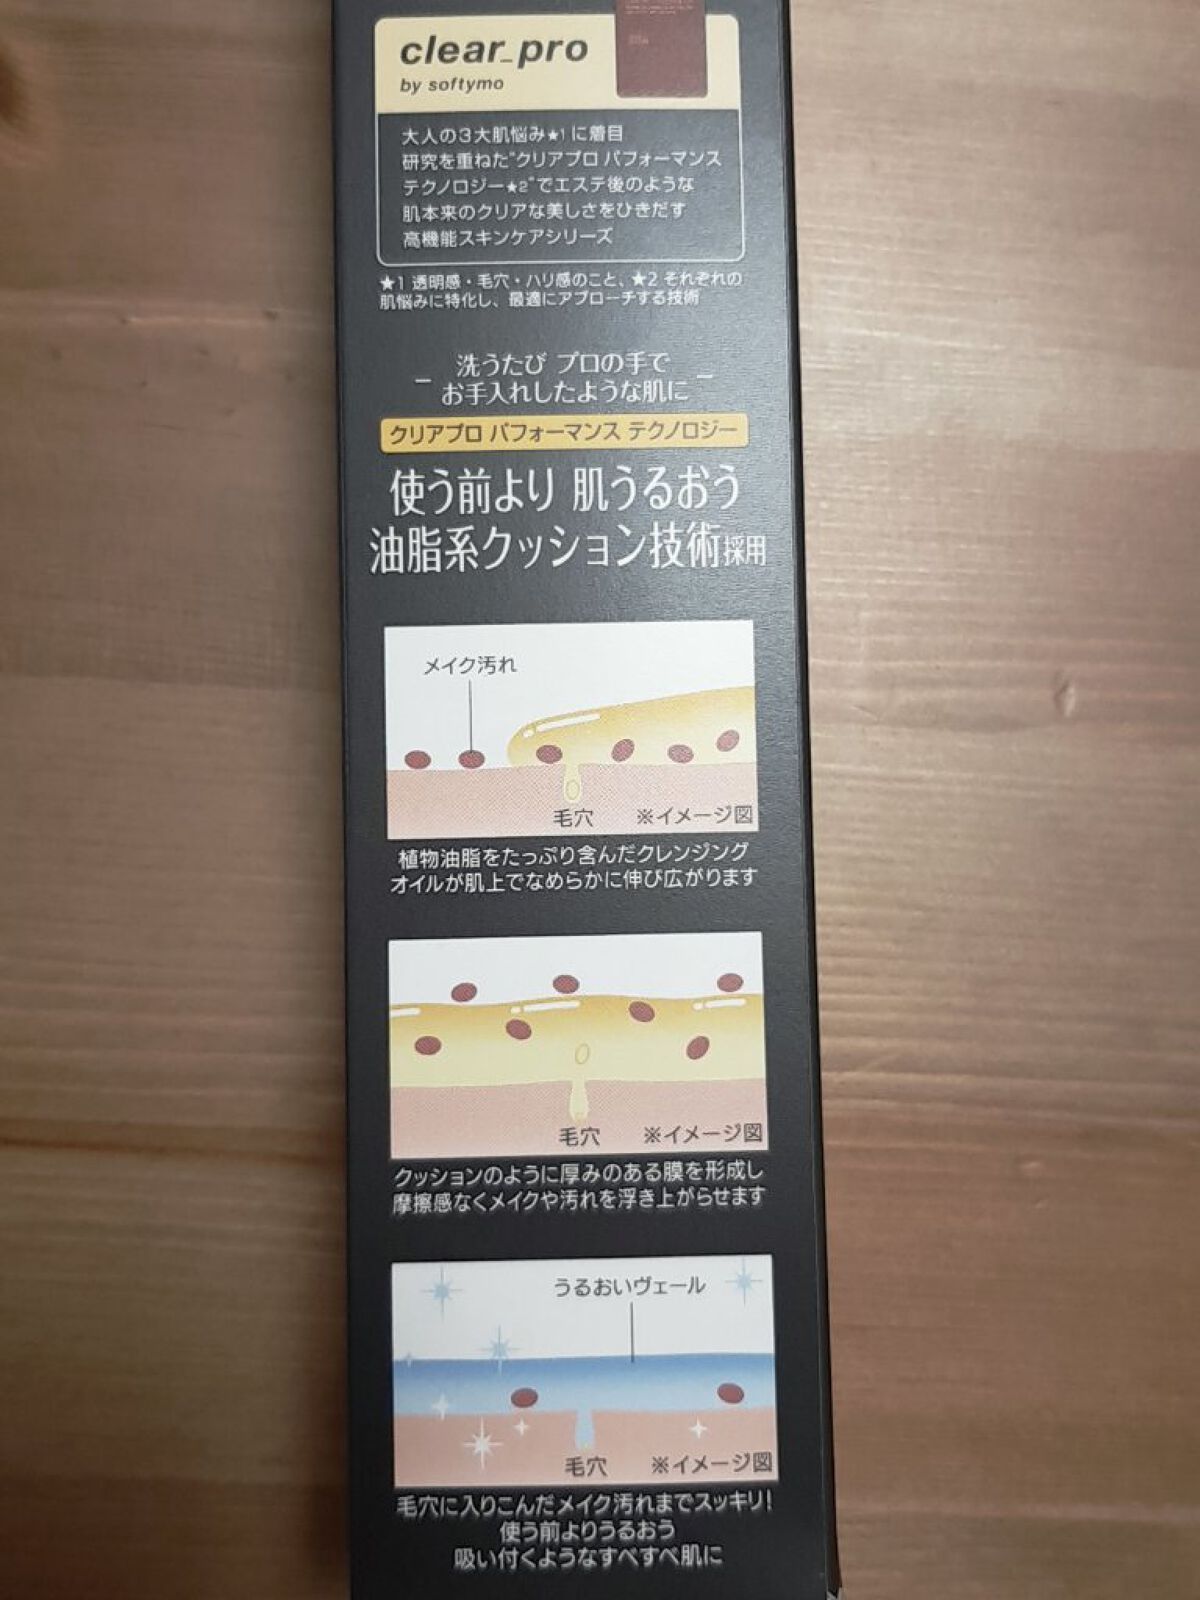 clear_pro
by softymo
大人の3大肌悩み★1に着目
研究を重ねた"クリアプロ パフォーマンス
テクノロジー★2"でエステ後のような
肌本来のクリアな美しさをひきだす
高機能スキンケアシリーズ
★1 透明感・毛穴・ハリ感のこと、★2 それぞれの
肌悩みに特化し、最適にアプローチする技術
洗うたび プロの手で
お手入れしたような肌に
クリアプロ パフォーマンス テクノロジー
使う前より 肌うるおう
油脂系クッション技術採用
メイク汚れ
毛穴 ※イメージ図
植物油脂をたっぷり含んだクレンジング
オイルが肌上でなめらかに伸び広がります
毛穴 ※イメージ図
クッションのように厚みのある膜を形成し
摩擦感なくメイクや汚れを浮き上がらせます
うるおいヴェール
毛穴 ※イメージ図
毛穴に入りこんだメイク汚れまでスッキリ!
使う前よりうるおう
吸い付くようなすべすべ肌に